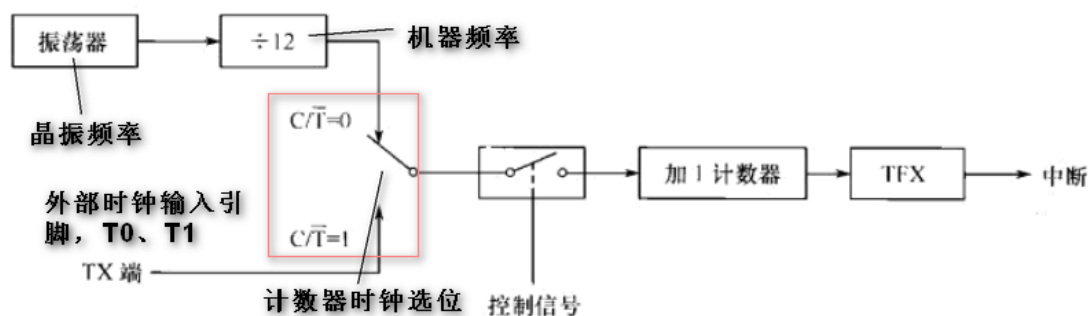 振荡器
÷12
机器频率
晶振频率
C/T̅=0
外部时钟输入引
脚，T0、T1
C/T̅=1
TX 端
计数器时钟选位
控制信号
加 1 计数器
TFX
中断